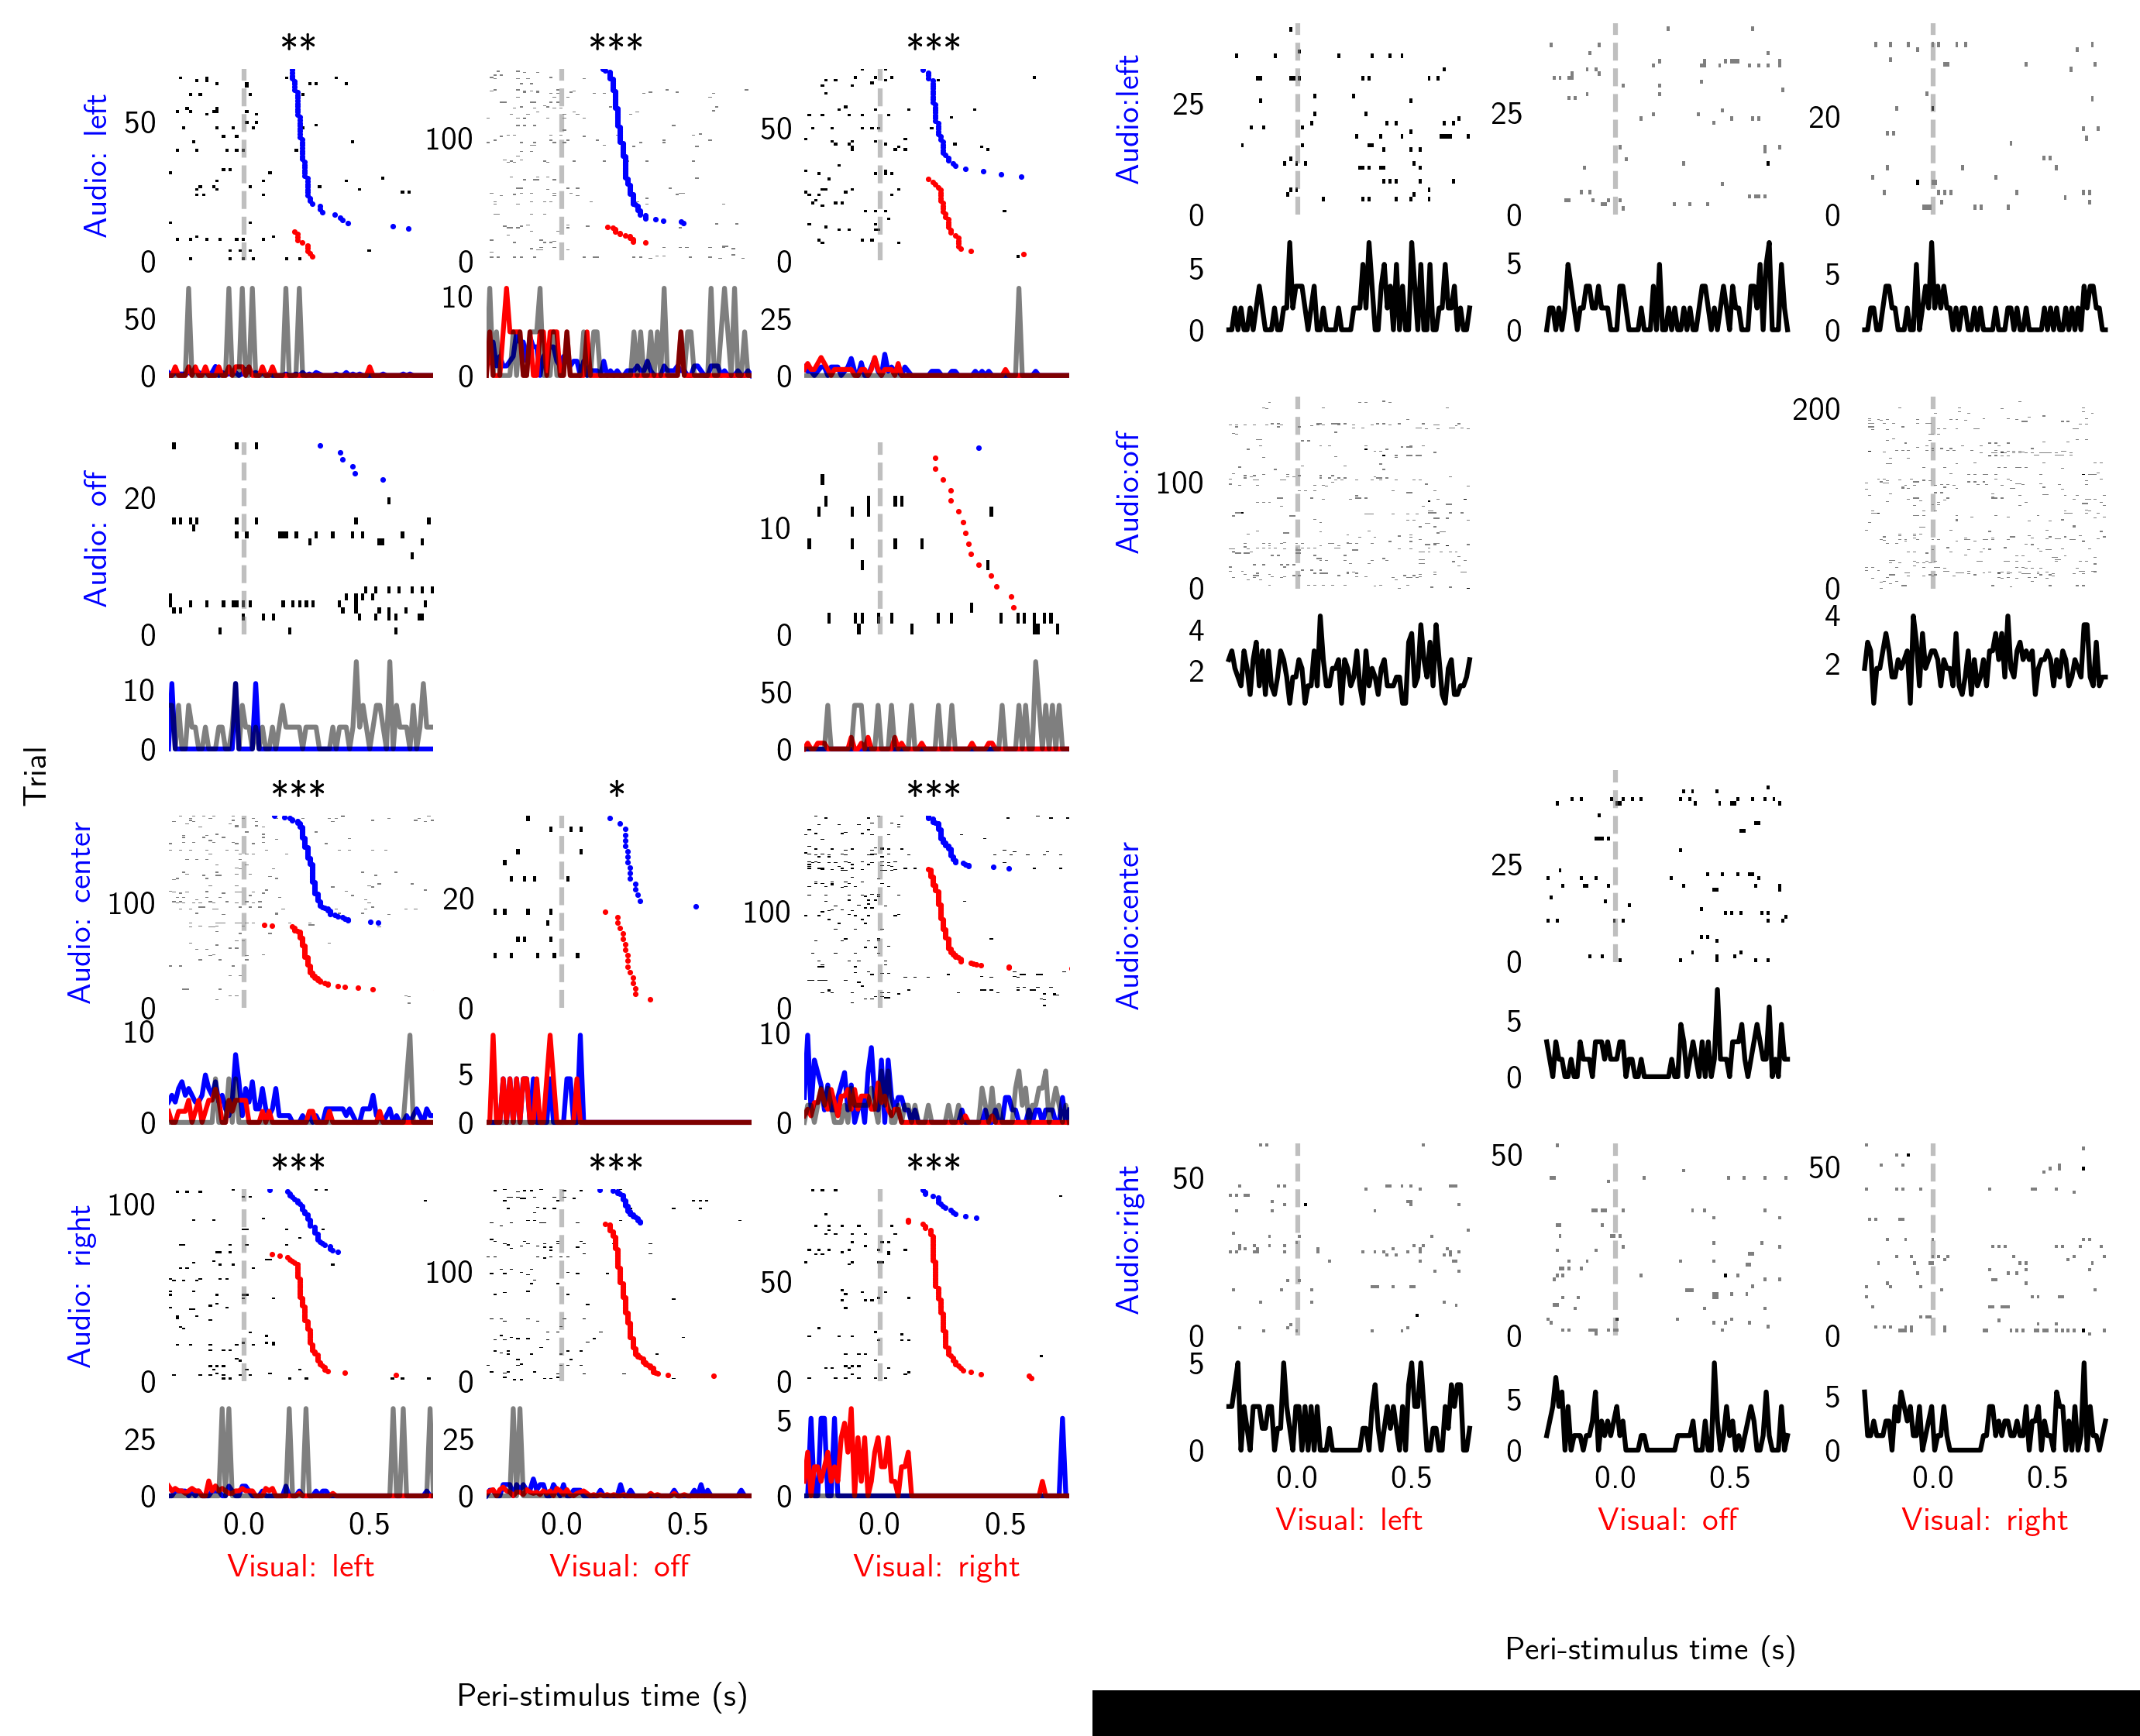 ** *** *** Audio:left
Audio: left 50 100 50 25 25 20
0 0 0 0 0 0
50 10 25 5 5 5
0 0 0 0 0 0
Audio: off 20 10 Audio:off 100 200
0 0 0 0
10 50 4 2 4 2
0 0
Trial
*** * ***
Audio: center 100 20 100 Audio:center 25
0 0 0 0
10 5 10 5
0 0 0 0
*** *** ***
Audio: right 100 100 50 Audio:right 50 50 50
0 0 0 0 0 0
25 25 5 5 5 5
0 0 0 0 0 0
0.0 0.5 0.0 0.5 0.0 0.5
Visual: left Visual: off Visual: right
Peri-stimulus time (s)
0.0 0.5 0.0 0.5 0.0 0.5
Visual: left Visual: off Visual: right
Peri-stimulus time (s)